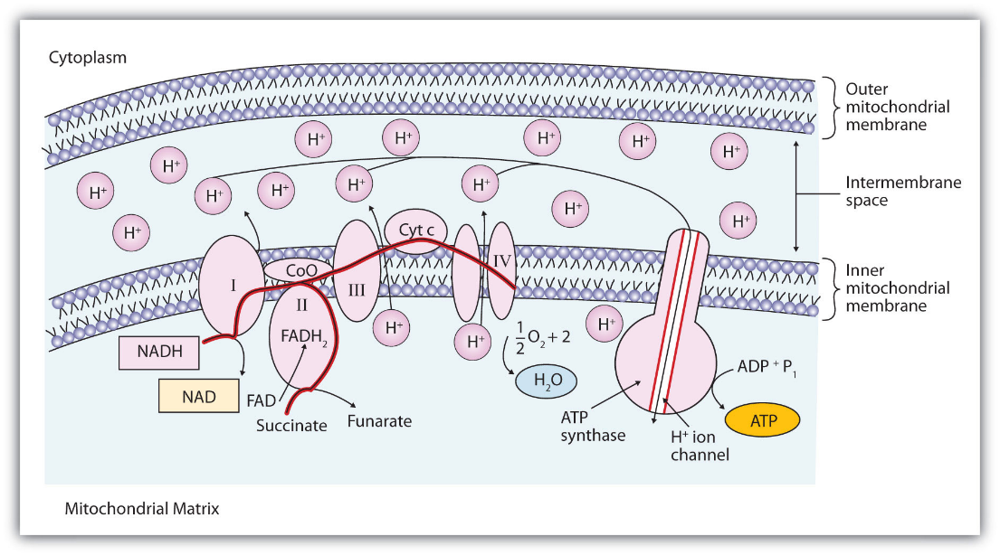 Cytoplasm
Outer
mitochondrial
membrane
H⁺
H⁺
H⁺
H⁺
H⁺
H⁺
H⁺
H⁺
H⁺
H⁺
H⁺
H⁺
H⁺
H⁺
Intermembrane
space
Cyt c
CoO
I
II
III
IV
Inner
mitochondrial
membrane
FADH₂
H⁺
H⁺
H⁺
NADH
NAD
FAD
Succinate
Funarate
1/2 O₂ + 2
H₂O
ADP ⁺ P₁
ATP
ATP
synthase
H⁺ ion
channel
Mitochondrial Matrix